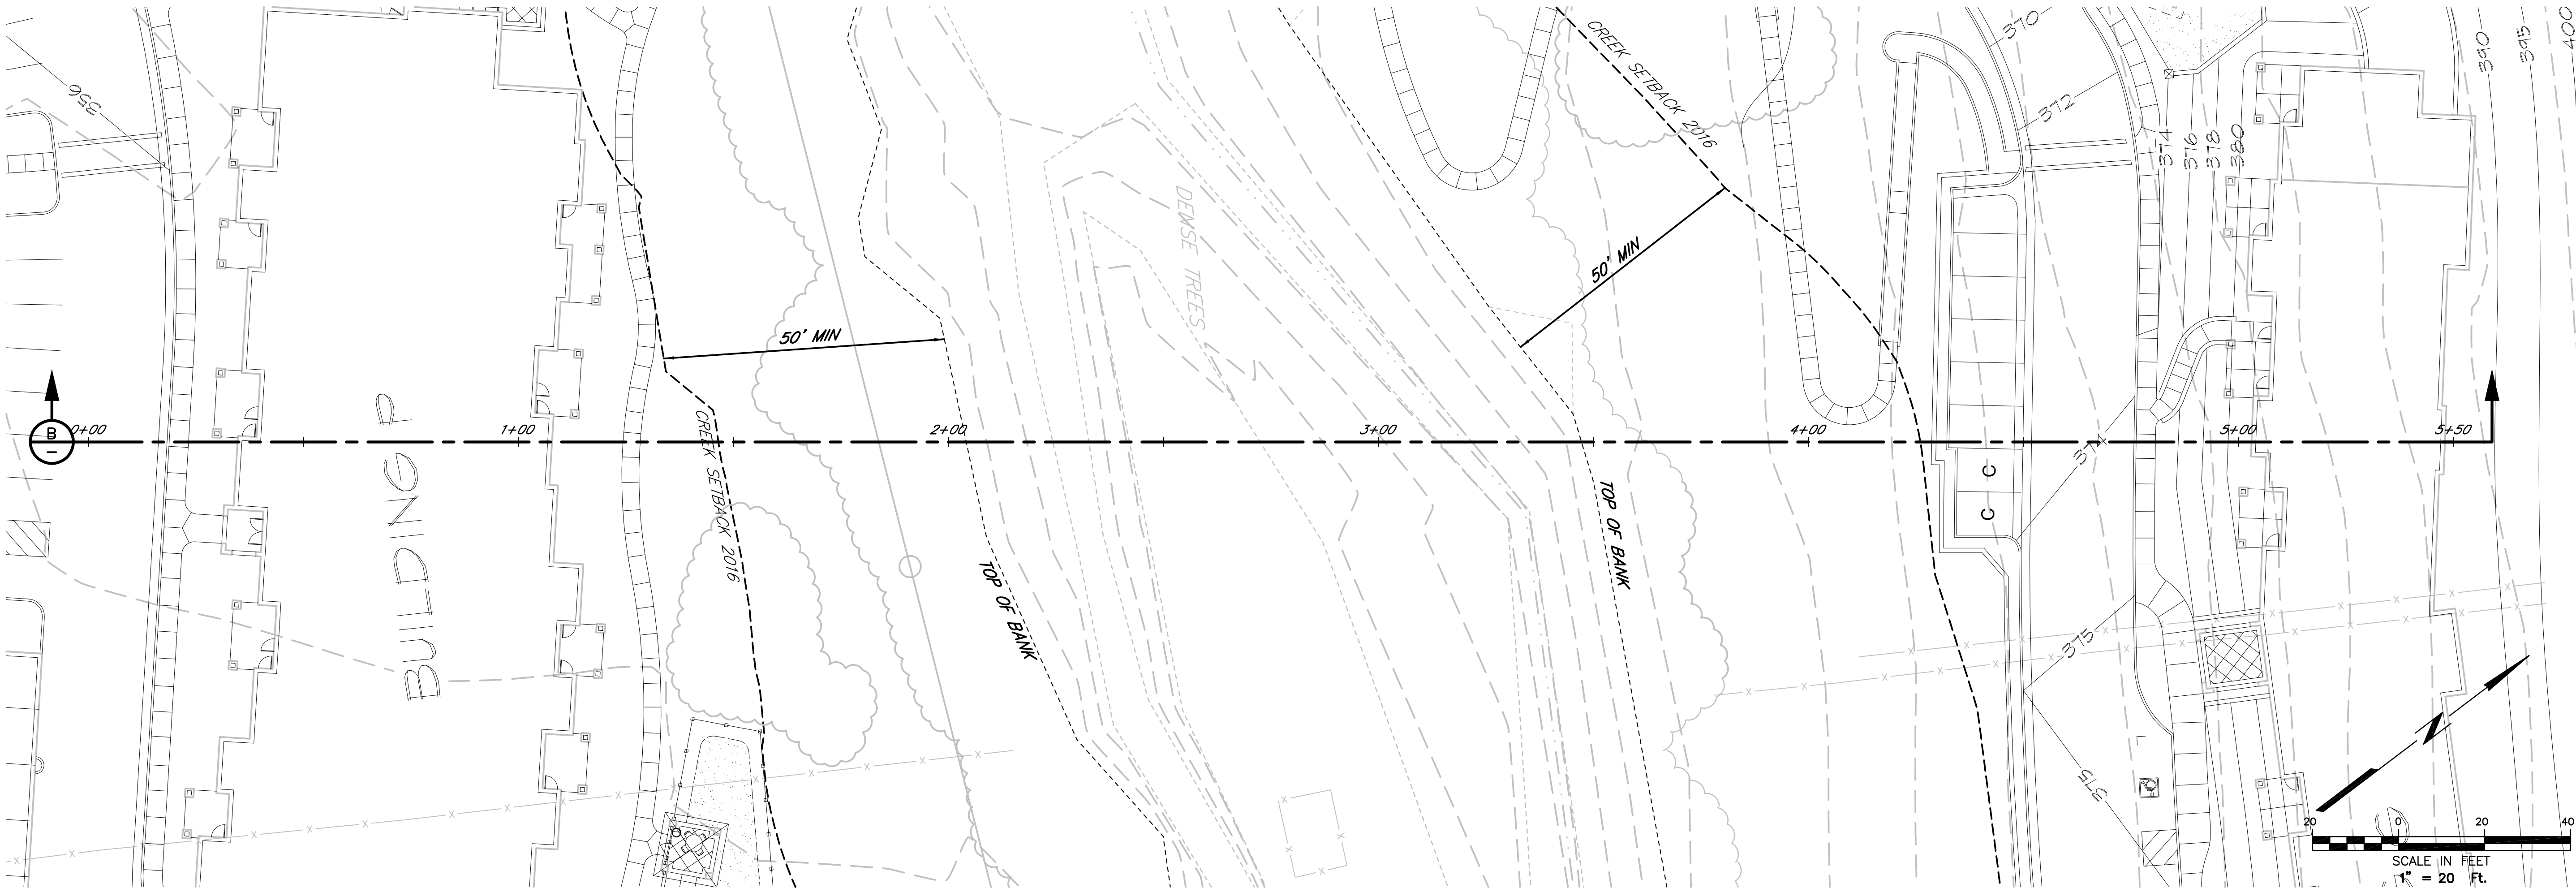 356
CREEK SETBACK 2016
370
372
374
376
378
380
390
395
400
DENSE TREES
50' MIN
50' MIN
B
–
0+00
1+00
2+00
3+00
4+00
5+00
5+50
374
C
C
CREEK SETBACK 2016
BUILDING D
TOP OF BANK
TOP OF BANK
375
375
20 0 20 40
SCALE IN FEET
1" = 20 Ft.